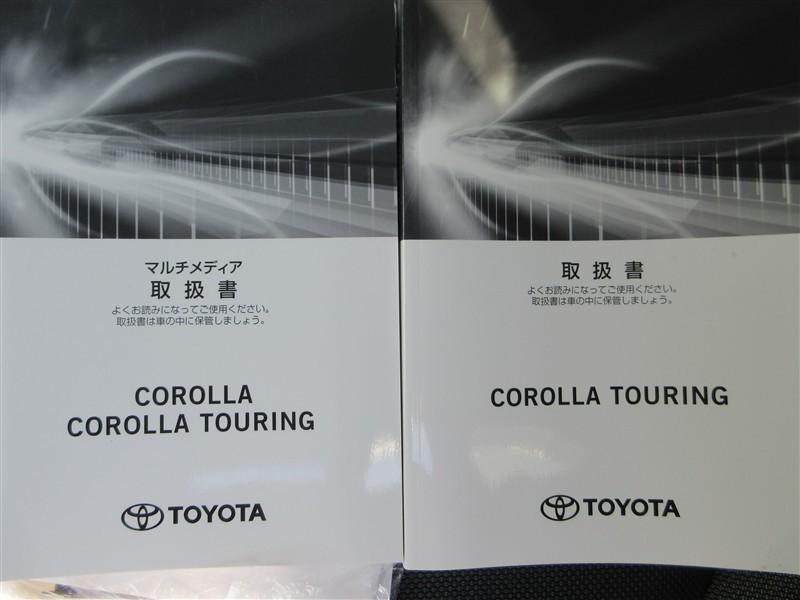 マルチメディア
取扱書
よくお読みになってご使用ください。
取扱書は車の中に保管しましょう。
COROLLA
COROLLA TOURING
TOYOTA
取扱書
よくお読みになってご使用ください。
取扱書は車の中に保管しましょう。
COROLLA TOURING
TOYOTA